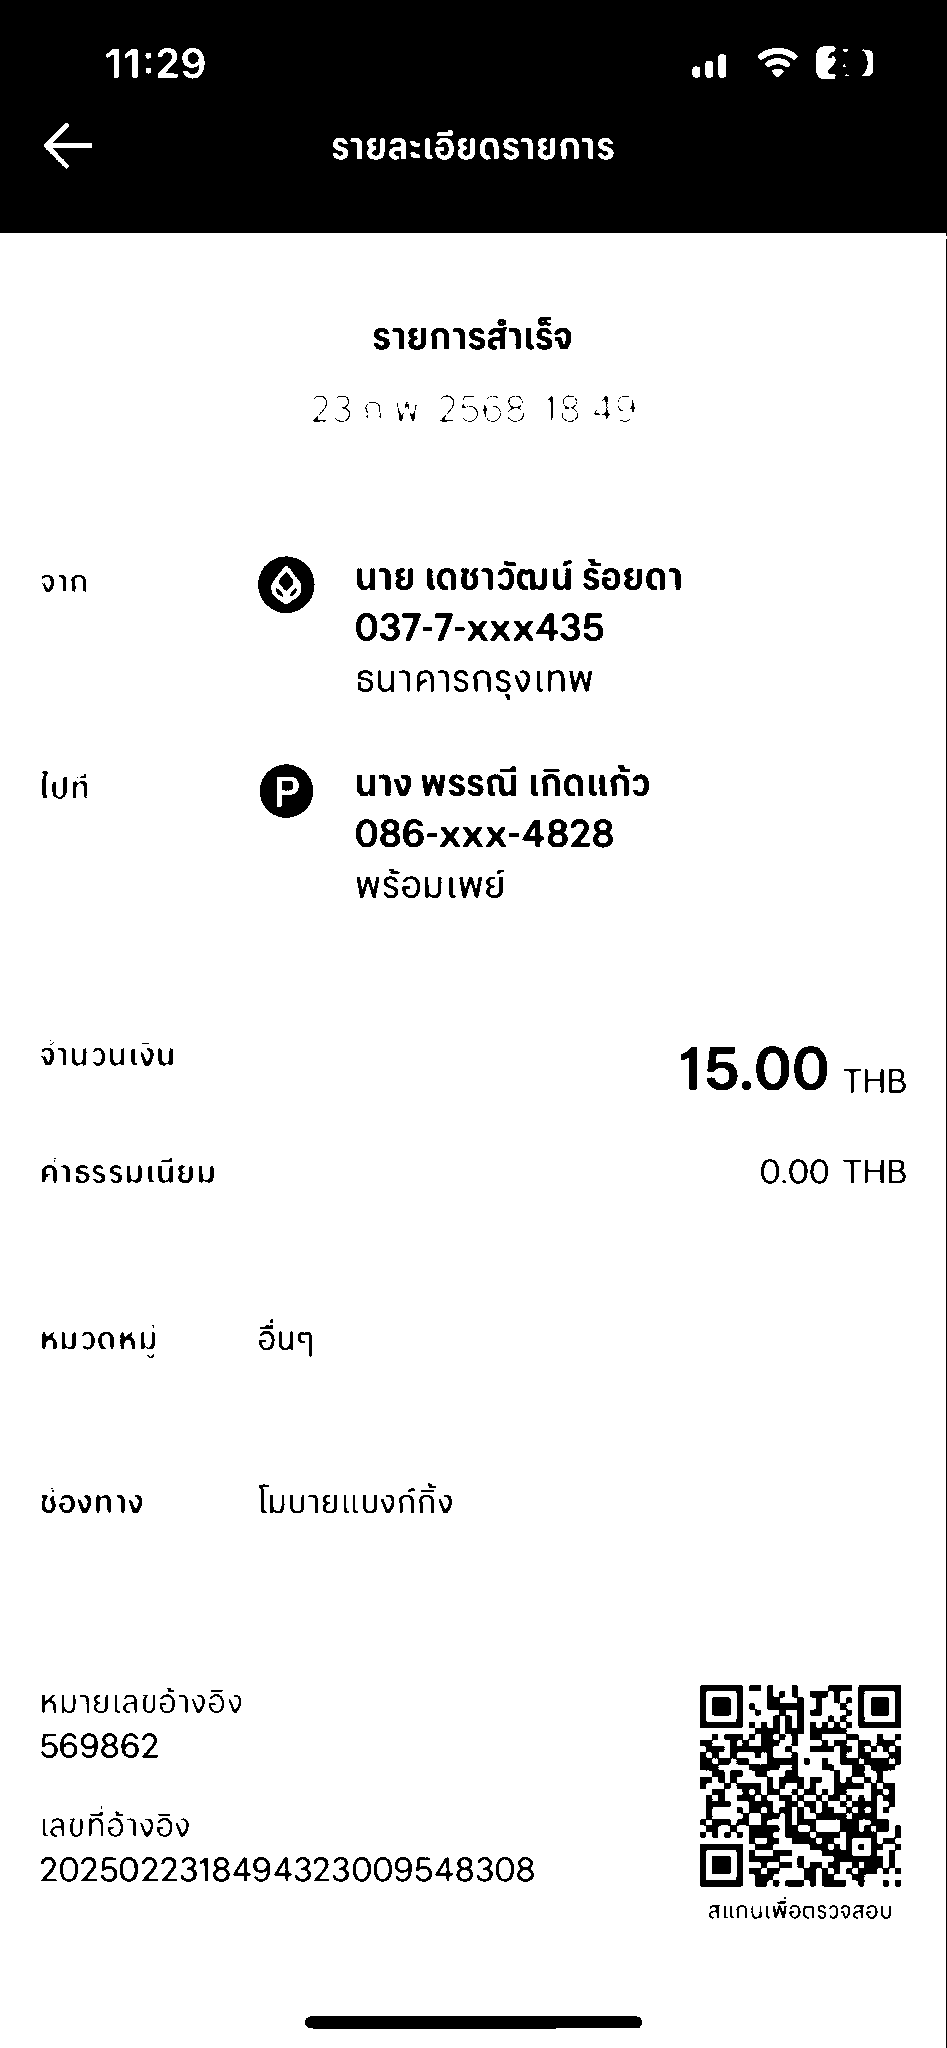 11:29
รายละเอียดรายการ
รายการสำเร็จ
23 ก พ 2568 18 49
จาก
นาย เดชาวัฒน์ ร้อยดา
037-7-xxx435
ธนาคารกรุงเทพ
ไปที่
P
นาง พรรณี เกิดแก้ว
086-xxx-4828
พร้อมเพย์
จำนวนเงิน 15.00 THB
ค่าธรรมเนียม 0.00 THB
หมวดหมู่ อื่นๆ
ช่องทาง โมบายแบงก์กิ้ง
หมายเลขอ้างอิง
569862
เลขที่อ้างอิง
2025022318494323009548308
สแกนเพื่อตรวจสอบ